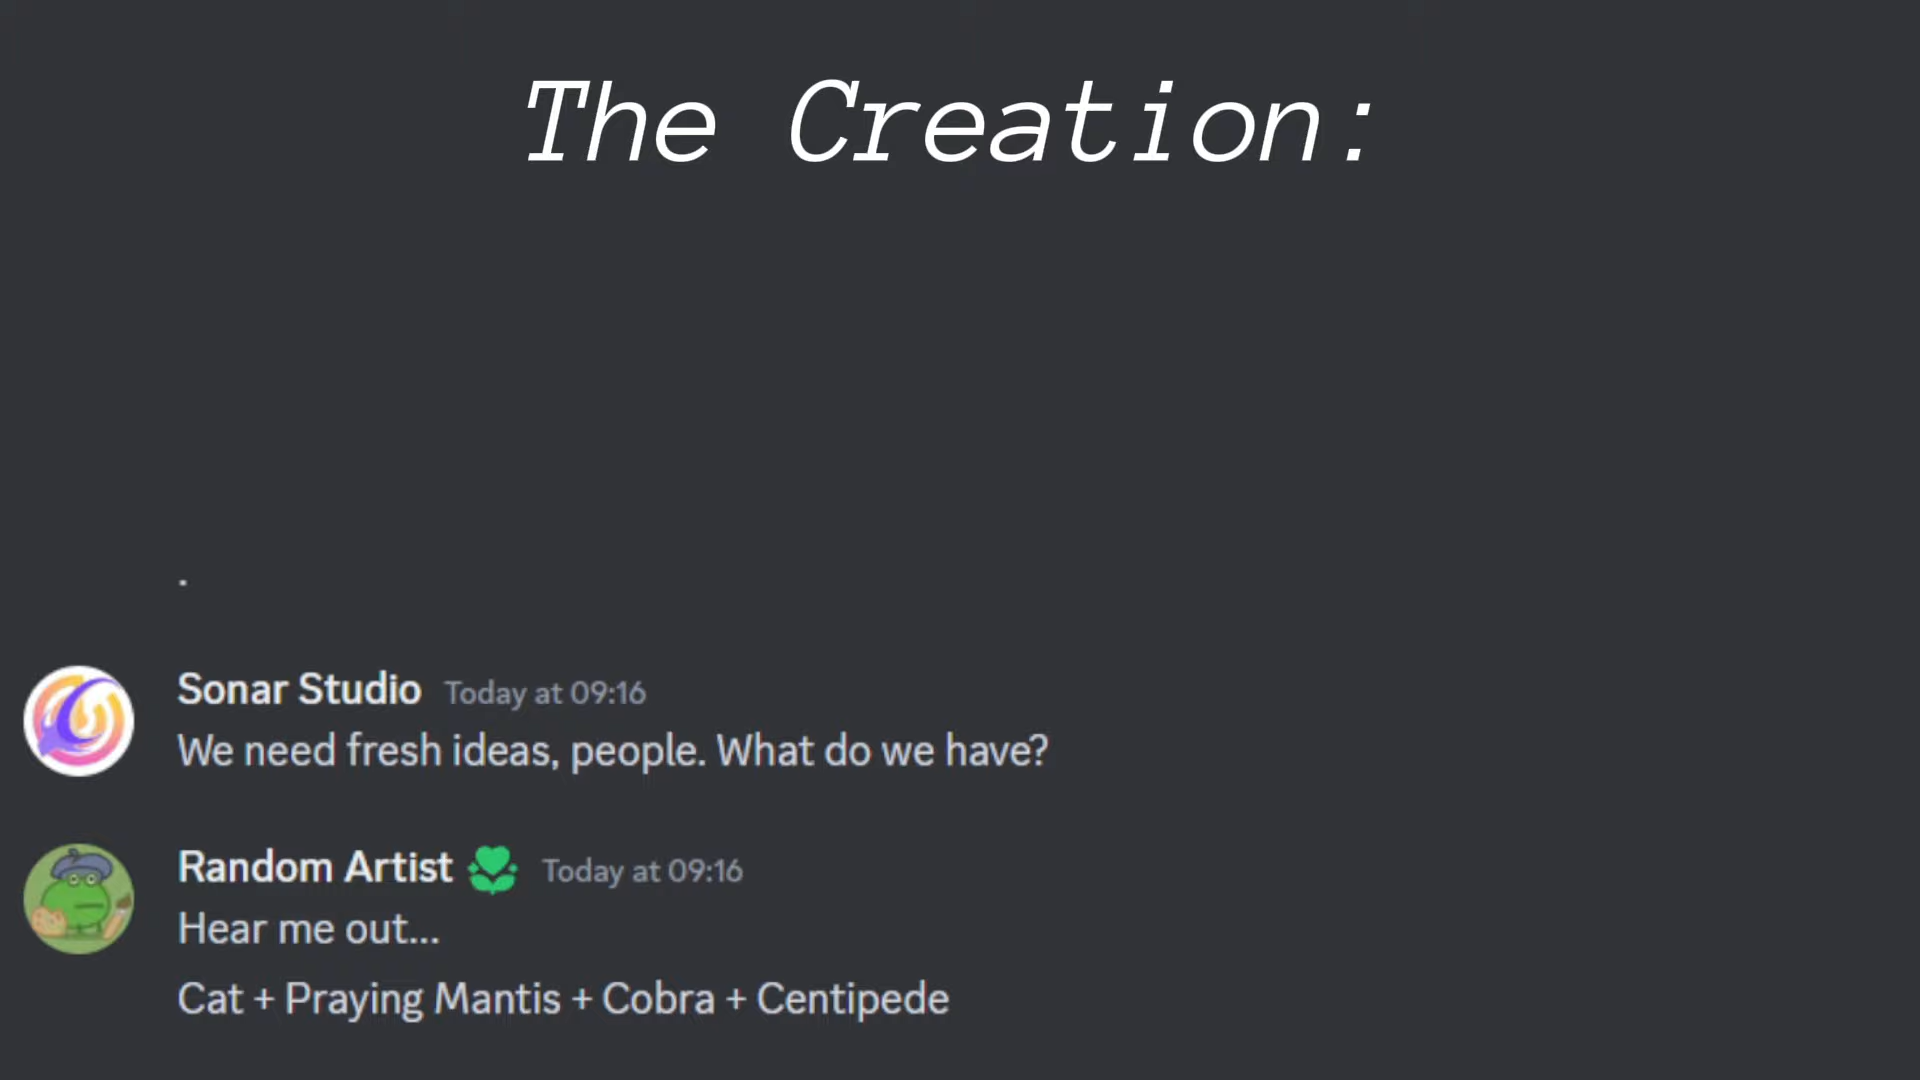 The Creation:
.
Sonar Studio Today at 09:16
We need fresh ideas, people. What do we have?
Random Artist Today at 09:16
Hear me out...
Cat + Praying Mantis + Cobra + Centipede